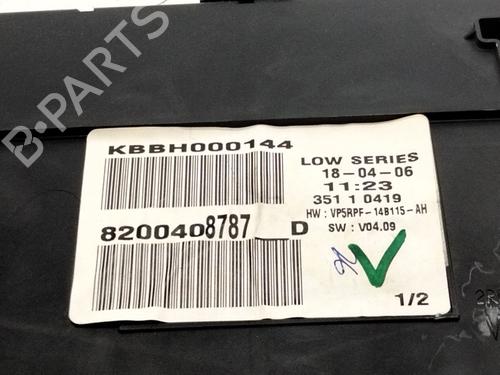 B-PARTS
KBBH000144
LOW SERIES
18-04-06
11:23
351 1 0419
HW : VP5RPF-14B115-AH
SW : V04.09
8200408787__D
V
1/2